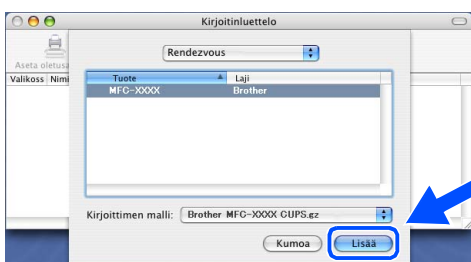 Kirjoitinluettelo
Rendezvous
Aseta oletusa
Valikoss Nimi
Tuote Laji
MFC-XXXX Brother
Kirjoittimen malli: Brother MFC-XXXX CUPS.gz
Kumoa Lisää